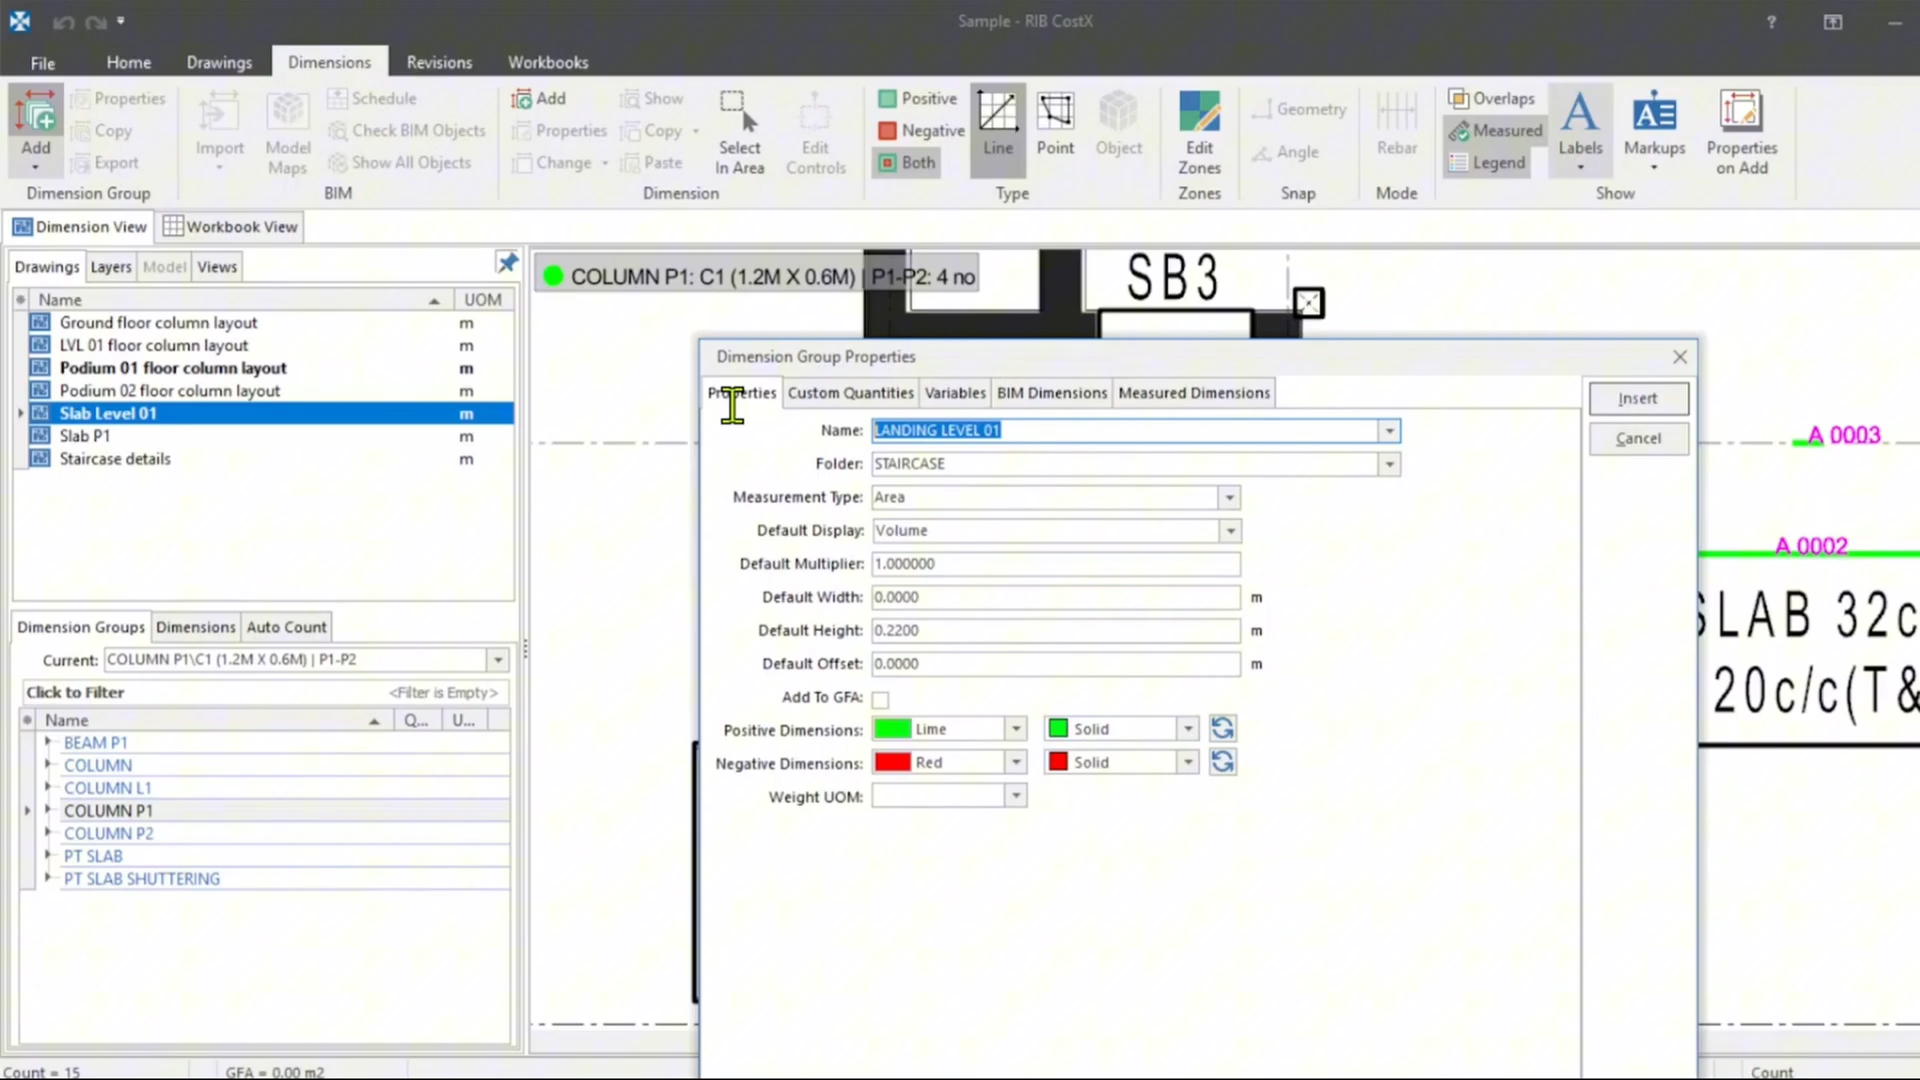 Sample - RIB CostX
?
File
Home
Drawings
Dimensions
Revisions
Workbooks
Add
Properties
Copy
Export
Dimension Group
Import
Model Maps
Schedule
Check BIM Objects
Show All Objects
BIM
Add
Properties
Change
Show
Copy
Paste
Select In Area
Edit Controls
Dimension
Positive
Negative
Both
Line
Point
Object
Type
Edit Zones
Zones
Geometry
Angle
Snap
Rebar
Mode
Overlaps
Measured
Legend
Labels
Markups
Properties on Add
Show
Dimension View
Workbook View
Drawings
Layers
Model
Views
Name
UOM
Ground floor column layout m
LVL 01 floor column layout m
Podium 01 floor column layout m
Podium 02 floor column layout m
Slab Level 01 m
Slab P1 m
Staircase details m
Dimension Groups
Dimensions
Auto Count
Current: COLUMN P1\C1 (1.2M X 0.6M) | P1-P2
Click to Filter <Filter is Empty>
Name Q... U...
BEAM P1
COLUMN
COLUMN L1
COLUMN P1
COLUMN P2
PT SLAB
PT SLAB SHUTTERING
Count = 15
GFA = 0.00 m2
Count
COLUMN P1: C1 (1.2M X 0.6M) | P1-P2: 4 no
SB3
Dimension Group Properties
Properties
Custom Quantities
Variables
BIM Dimensions
Measured Dimensions
Insert
Cancel
Name: LANDING LEVEL 01
Folder: STAIRCASE
Measurement Type: Area
Default Display: Volume
Default Multiplier: 1.000000
Default Width: 0.0000 m
Default Height: 0.2200 m
Default Offset: 0.0000 m
Add To GFA:
Positive Dimensions: Lime Solid
Negative Dimensions: Red Solid
Weight UOM:
A 0003
A 0002
SLAB 32c
20c/c(T&